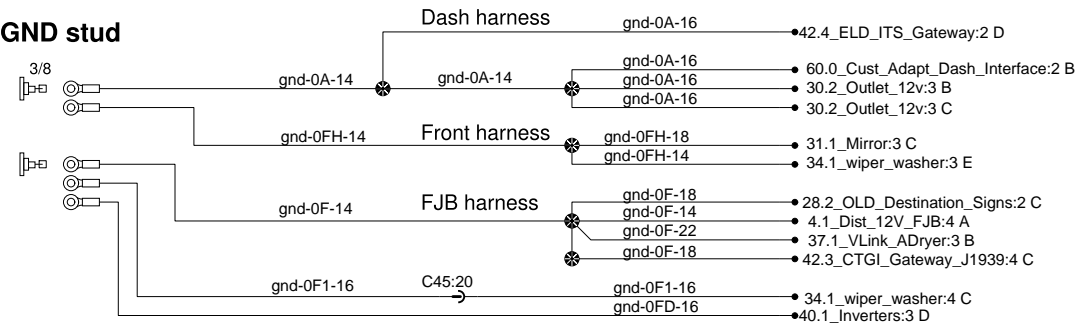 Dash harness
gnd-0A-16
GND stud
42.4_ELD_ITS_Gateway:2 D
3/8
gnd-0A-14
gnd-0A-14
gnd-0A-16
60.0_Cust_Adapt_Dash_Interface:2 B
gnd-0A-16
30.2_Outlet_12v:3 B
gnd-0A-16
30.2_Outlet_12v:3 C
gnd-0FH-14
Front harness
gnd-0FH-18
31.1_Mirror:3 C
gnd-0FH-14
34.1_wiper_washer:3 E
gnd-0F-14
FJB harness
gnd-0F-18
28.2_OLD_Destination_Signs:2 C
gnd-0F-14
4.1_Dist_12V_FJB:4 A
gnd-0F-22
37.1_VLink_ADryer:3 B
gnd-0F-18
42.3_CTGI_Gateway_J1939:4 C
gnd-0F1-16
C45:20
gnd-0F1-16
34.1_wiper_washer:4 C
gnd-0FD-16
40.1_Inverters:3 D